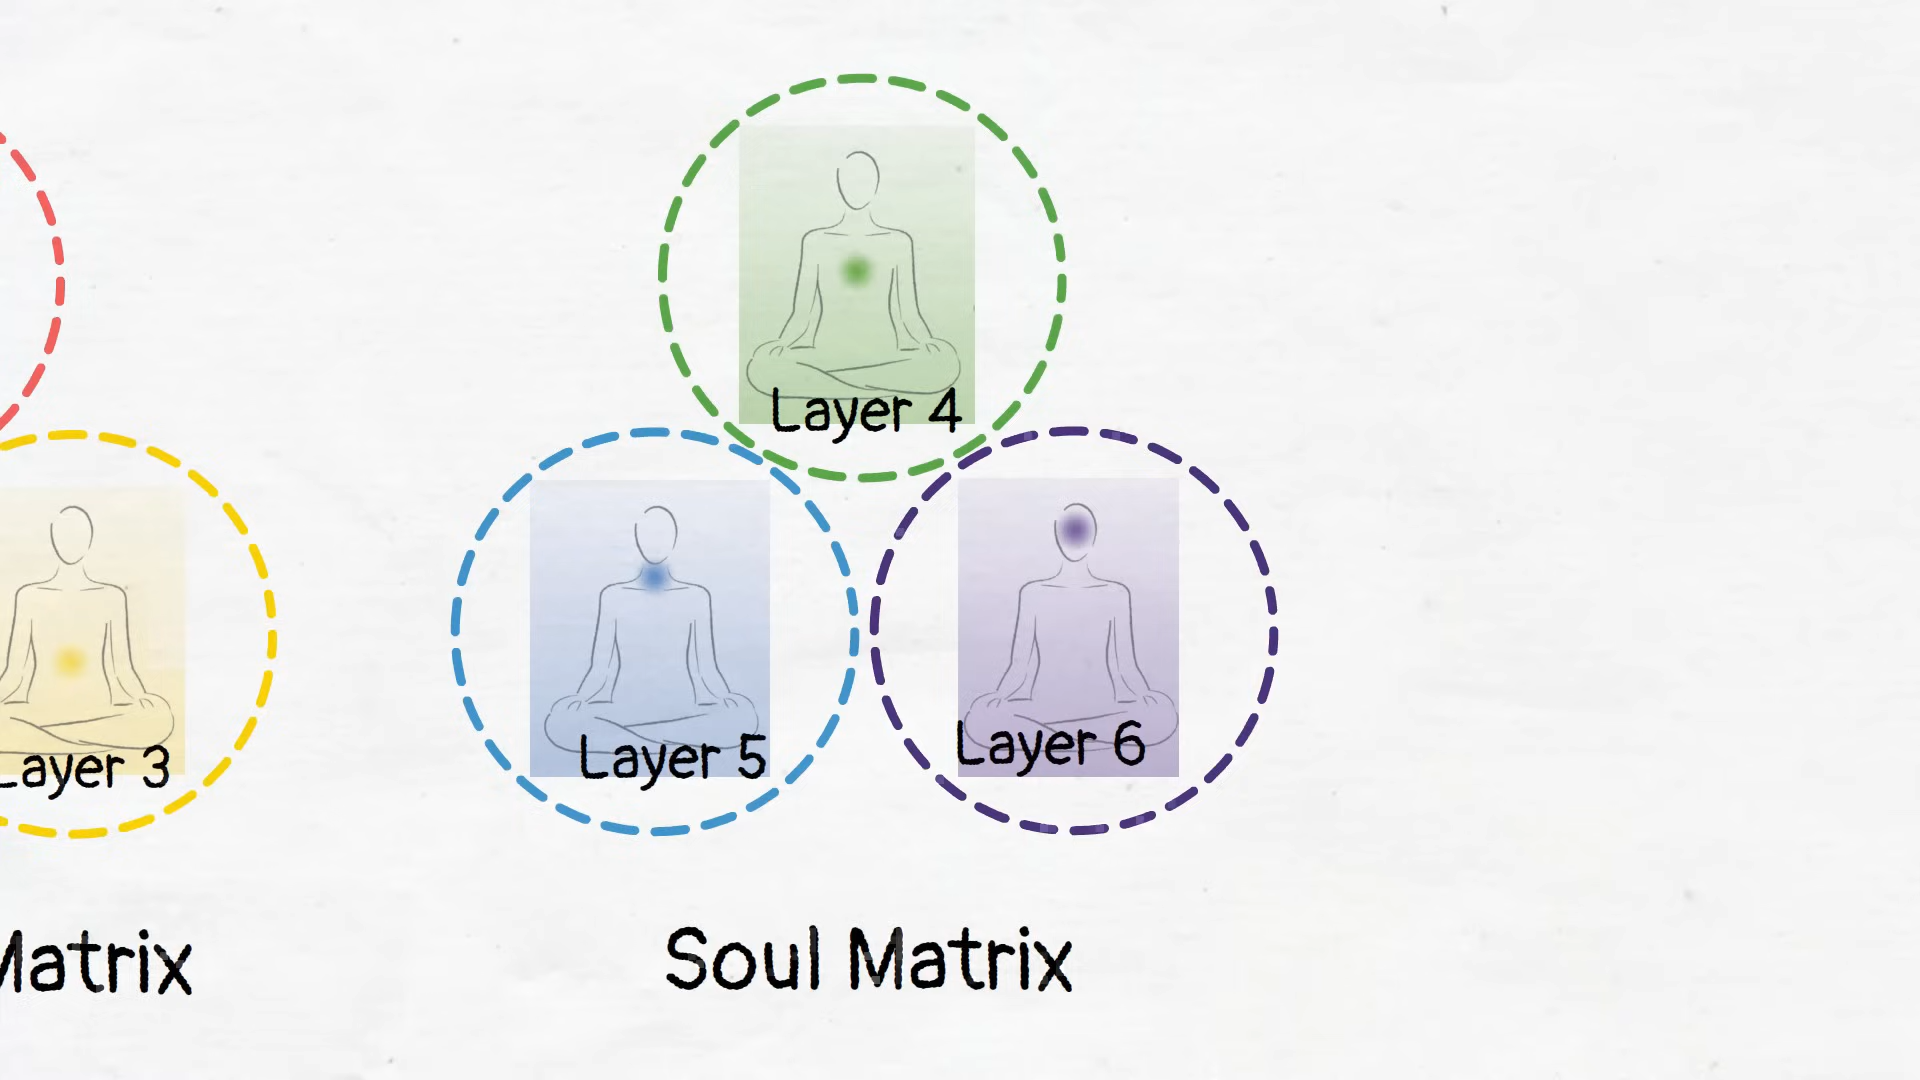 Layer 4
Layer 3
Layer 5
Layer 6
Matrix
Soul Matrix